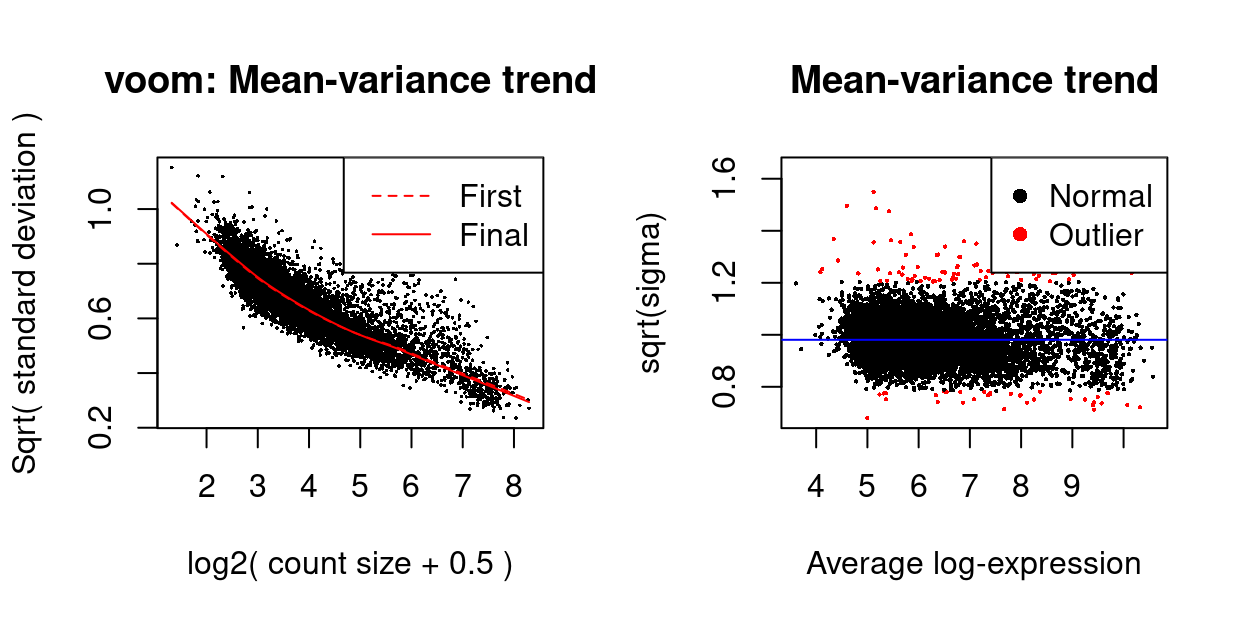 voom: Mean-variance trend
Sqrt( standard deviation )
1.0
0.6
0.2
First
Final
2 3 4 5 6 7 8
log2( count size + 0.5 )
Mean-variance trend
sqrt(sigma)
1.6
1.2
0.8
Normal
Outlier
4 5 6 7 8 9
Average log-expression